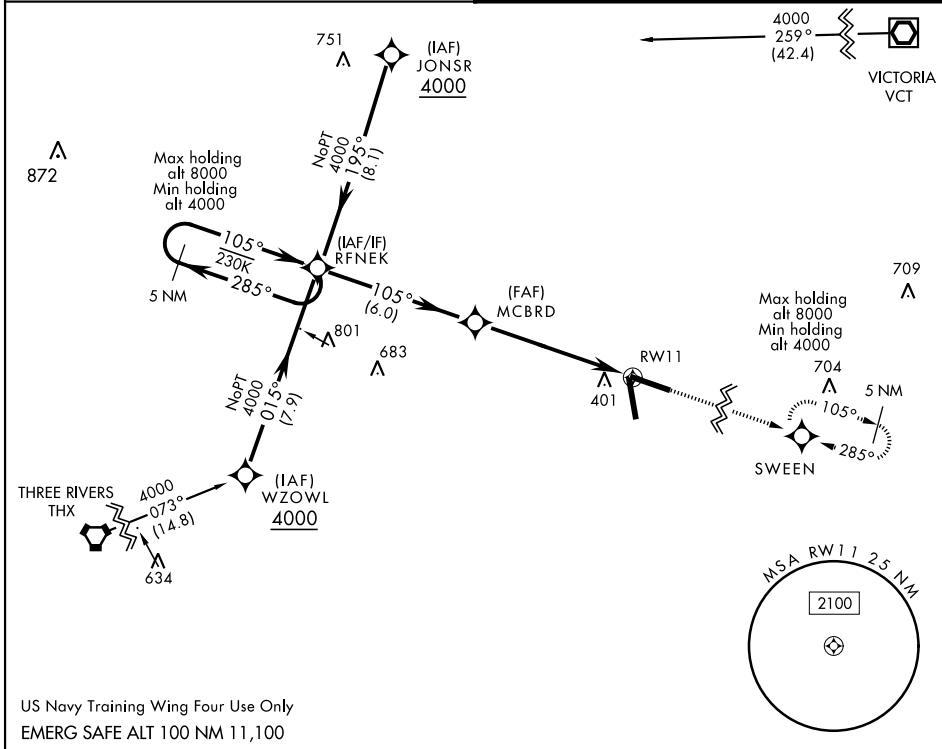 751
(IAF)
JONSR
4000
4000
259°
(42.4)
VICTORIA
VCT
872
NoPT
4000
195°
(8.1)
Max holding
alt 8000
Min holding
alt 4000
105°
230K
285°
5 NM
(IAF/IF)
RFNEK
105°
(6.0)
(FAF)
MCBRD
709
Max holding
alt 8000
Min holding
alt 4000
801
683
RW11
401
704
5 NM
105°
285°
SWEEN
NoPT
4000
015°
(7.9)
(IAF)
WZOWL
4000
THREE RIVERS
THX
4000
073°
(14.8)
634
MSA RW11 25 NM
2100
US Navy Training Wing Four Use Only
EMERG SAFE ALT 100 NM 11,100